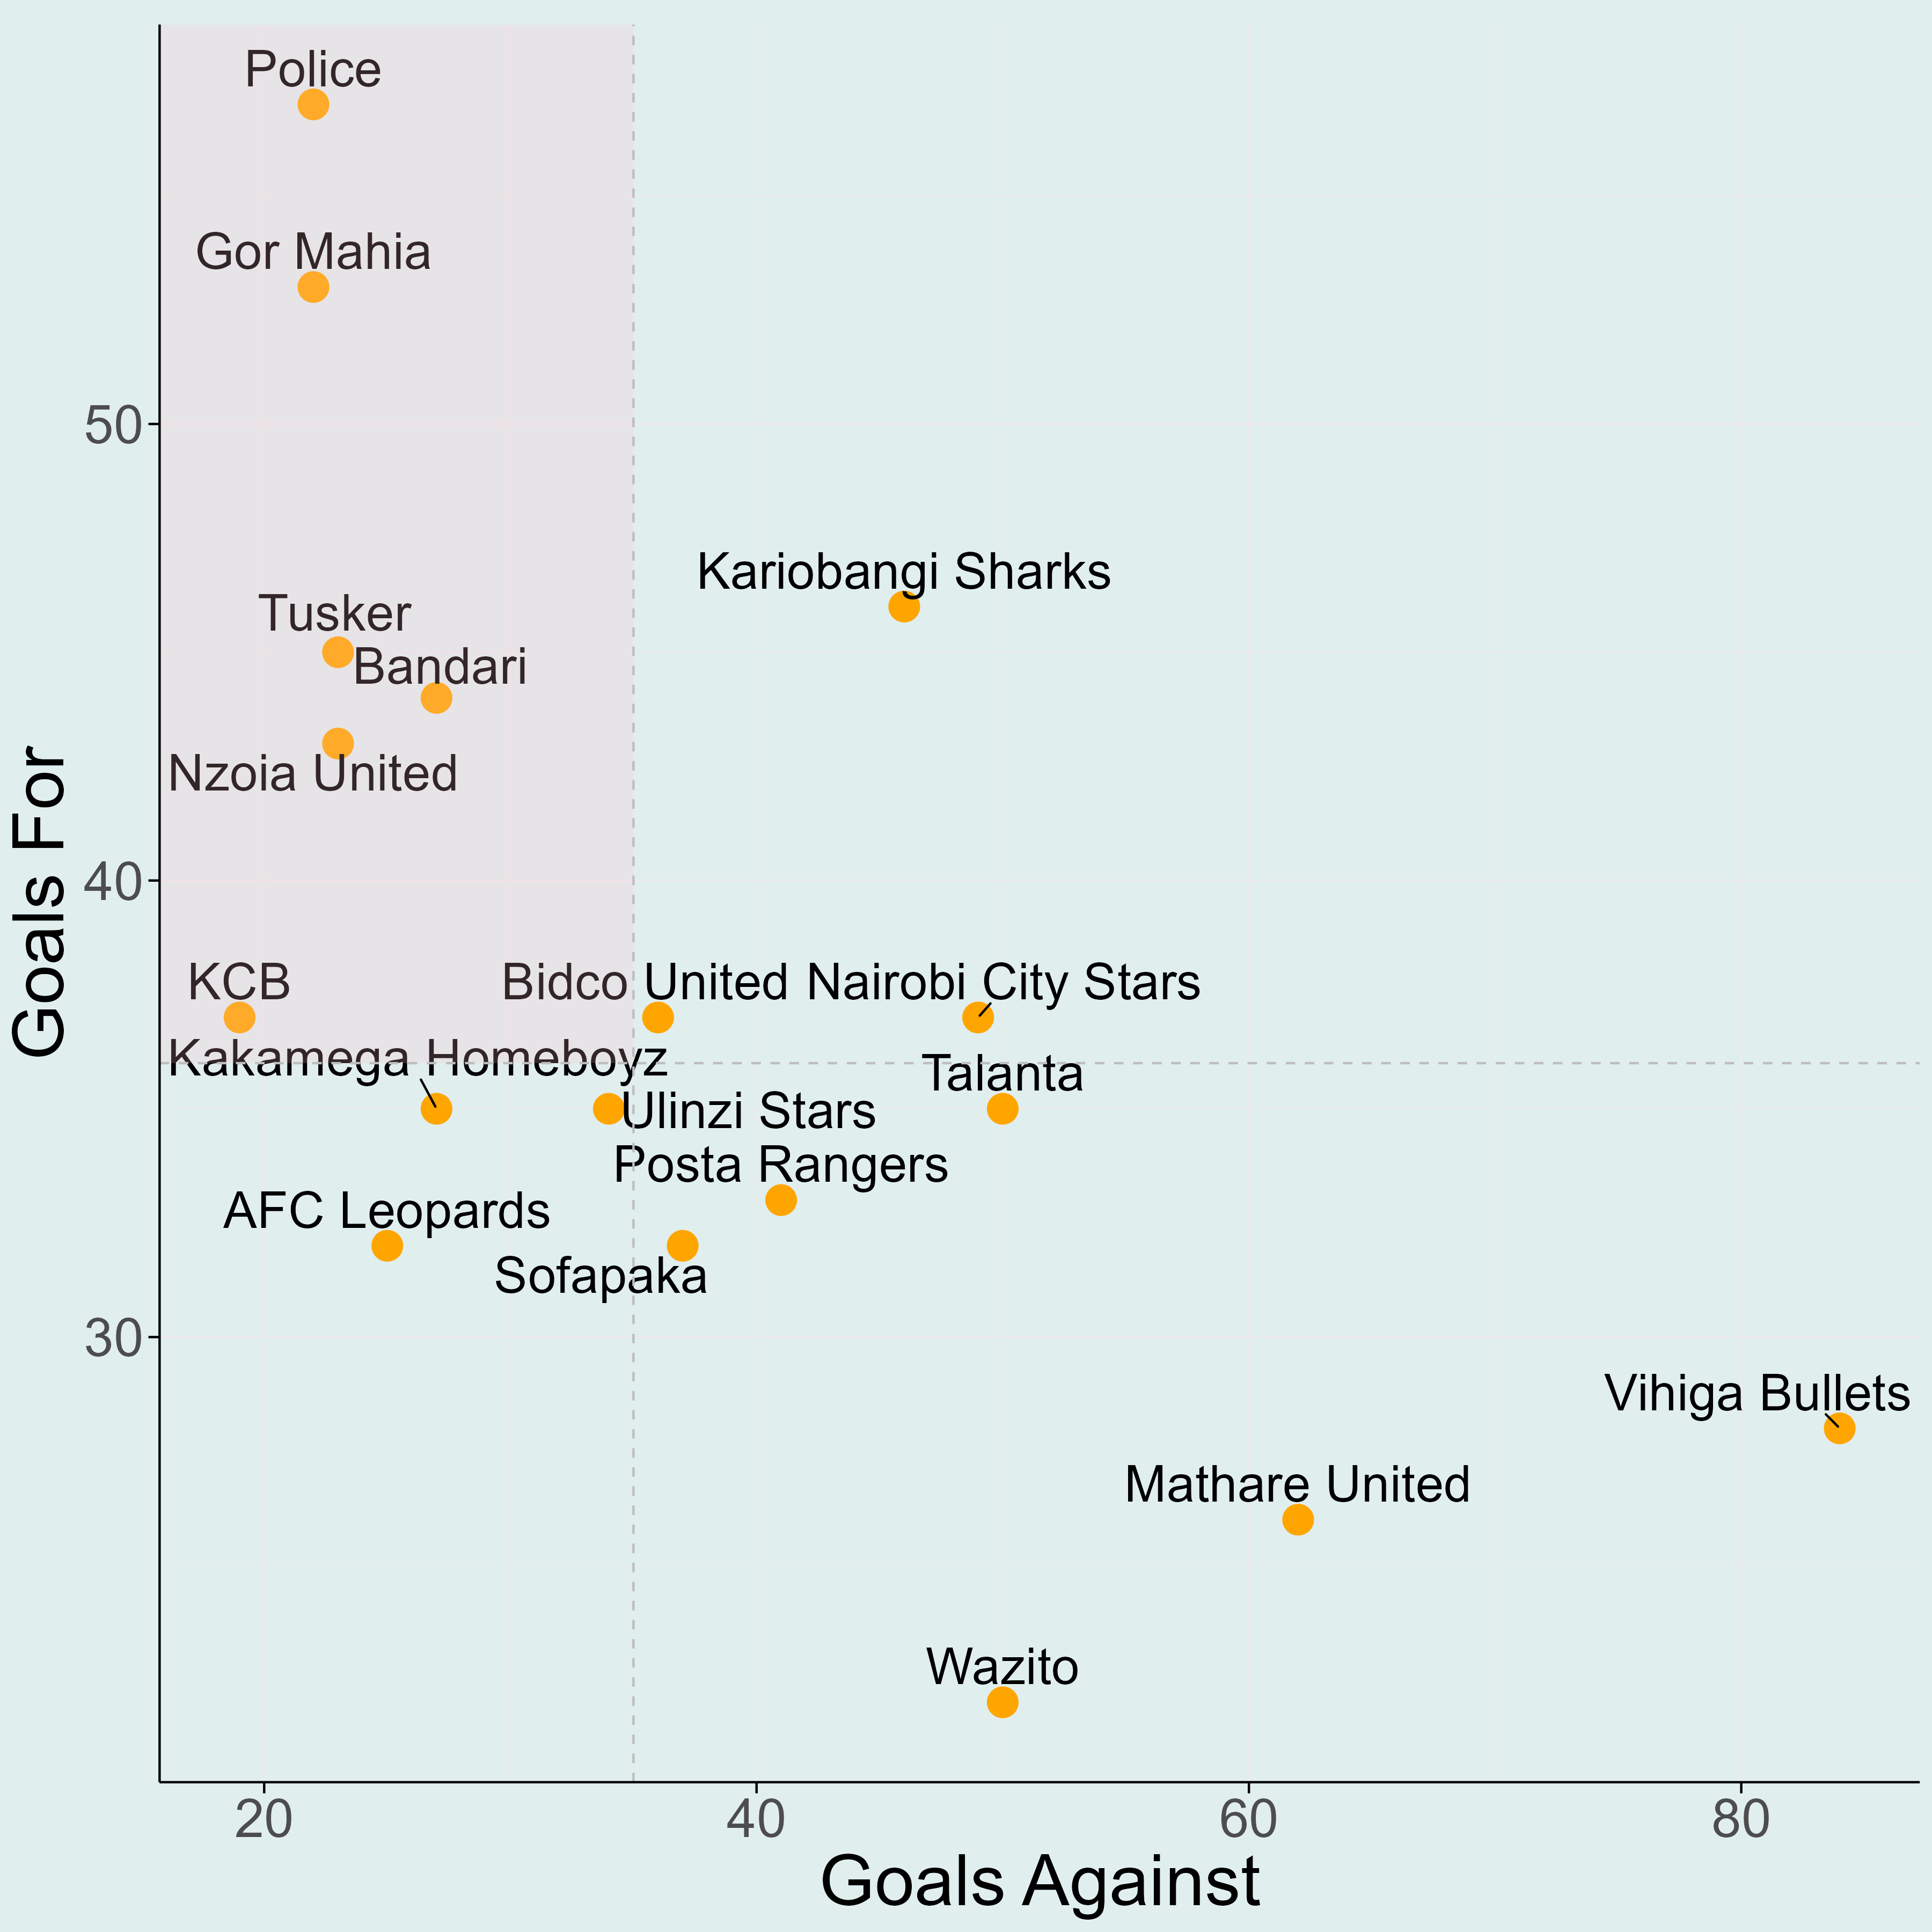 Police
Gor Mahia
50
Kariobangi Sharks
Tusker
Bandari
Nzoia United
Goals For
40
KCB
Bidco United
Nairobi City Stars
Kakamega Homeboyz
Talanta
Ulinzi Stars
Posta Rangers
AFC Leopards
Sofapaka
30
Vihiga Bullets
Mathare United
Wazito
20
40
60
80
Goals Against